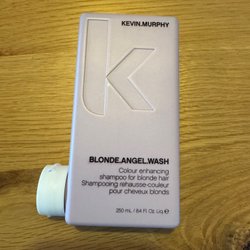 KEVIN.MURPHY
BLONDE.ANGEL.WASH
Colour enhancing
shampoo for blonde hair
Shampooing rehausse-couleur
pour cheveux blonds
250 mL / 8.4 Fl. Oz. Liq. ℮